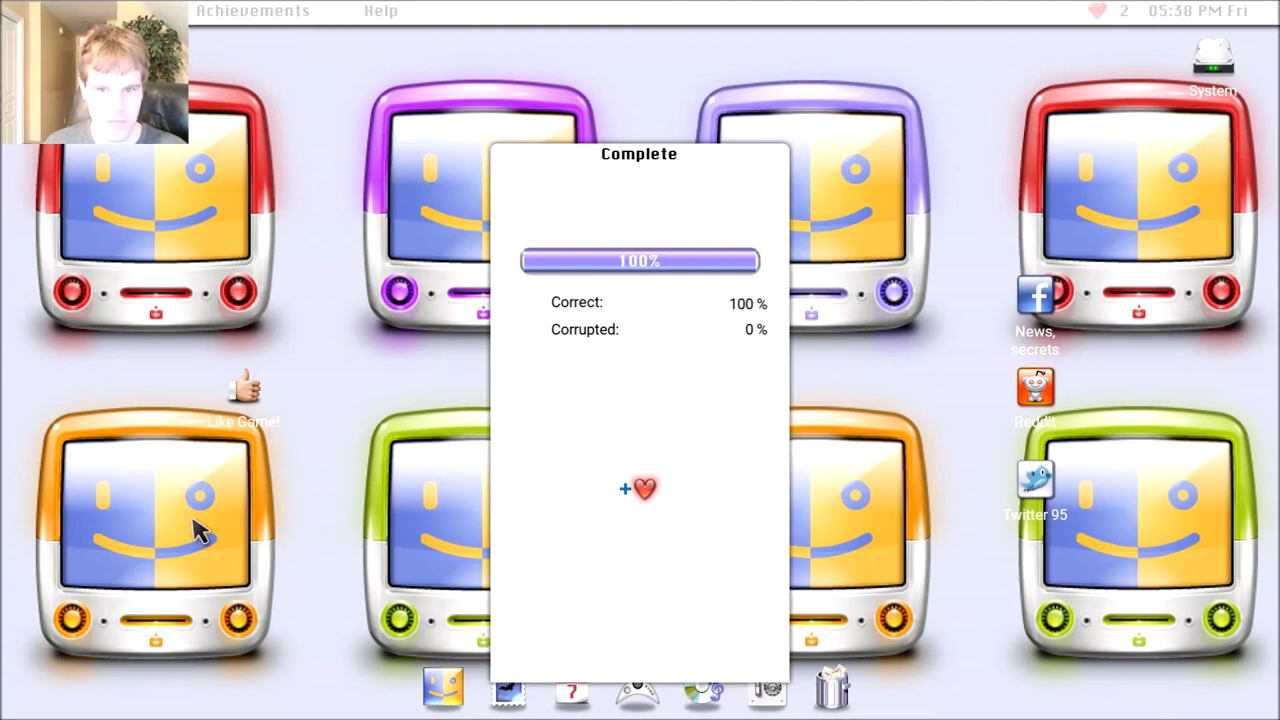 Achievements Help 2 05:38 PM Fri
System
Complete
100%
Correct: 100 %
Corrupted: 0 %
News,
secrets
Like Game!
Reddit
+
Twitter 95
7